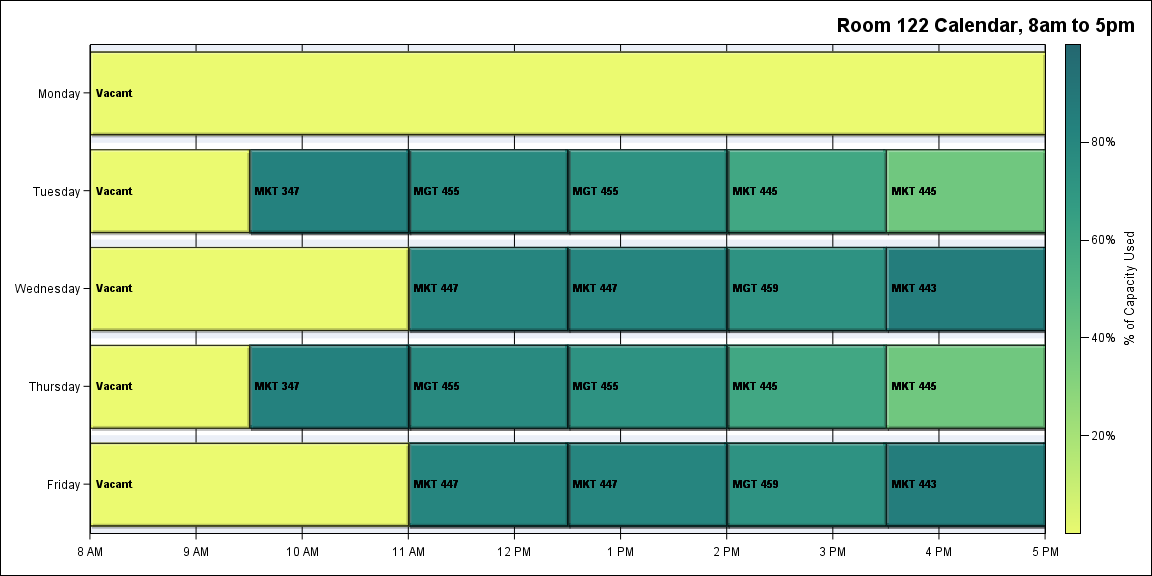 Room 122 Calendar, 8am to 5pm
Monday
Vacant
Tuesday
Vacant
MKT 347
MGT 455
MGT 455
MKT 445
MKT 445
Wednesday
Vacant
MKT 447
MKT 447
MGT 459
MKT 443
Thursday
Vacant
MKT 347
MGT 455
MGT 455
MKT 445
MKT 445
Friday
Vacant
MKT 447
MKT 447
MGT 459
MKT 443
8 AM
9 AM
10 AM
11 AM
12 PM
1 PM
2 PM
3 PM
4 PM
5 PM
80%
60%
40%
20%
% of Capacity Used